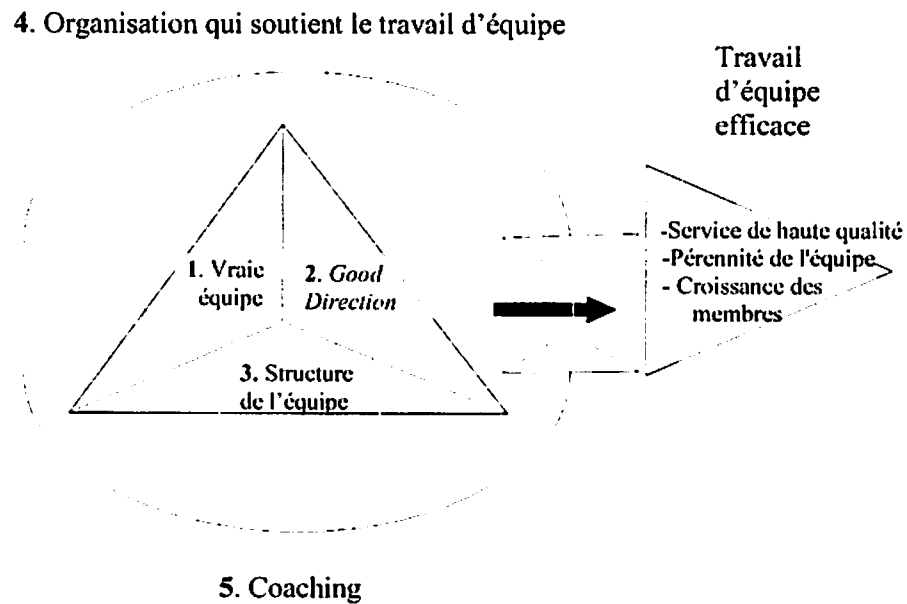 4. Organisation qui soutient le travail d'équipe
Travail
d'équipe
efficace
1. Vraie
équipe
2. Good
Direction
3. Structure
de l'équipe
-Service de haute qualité
-Pérennité de l'équipe
- Croissance des
membres
5. Coaching